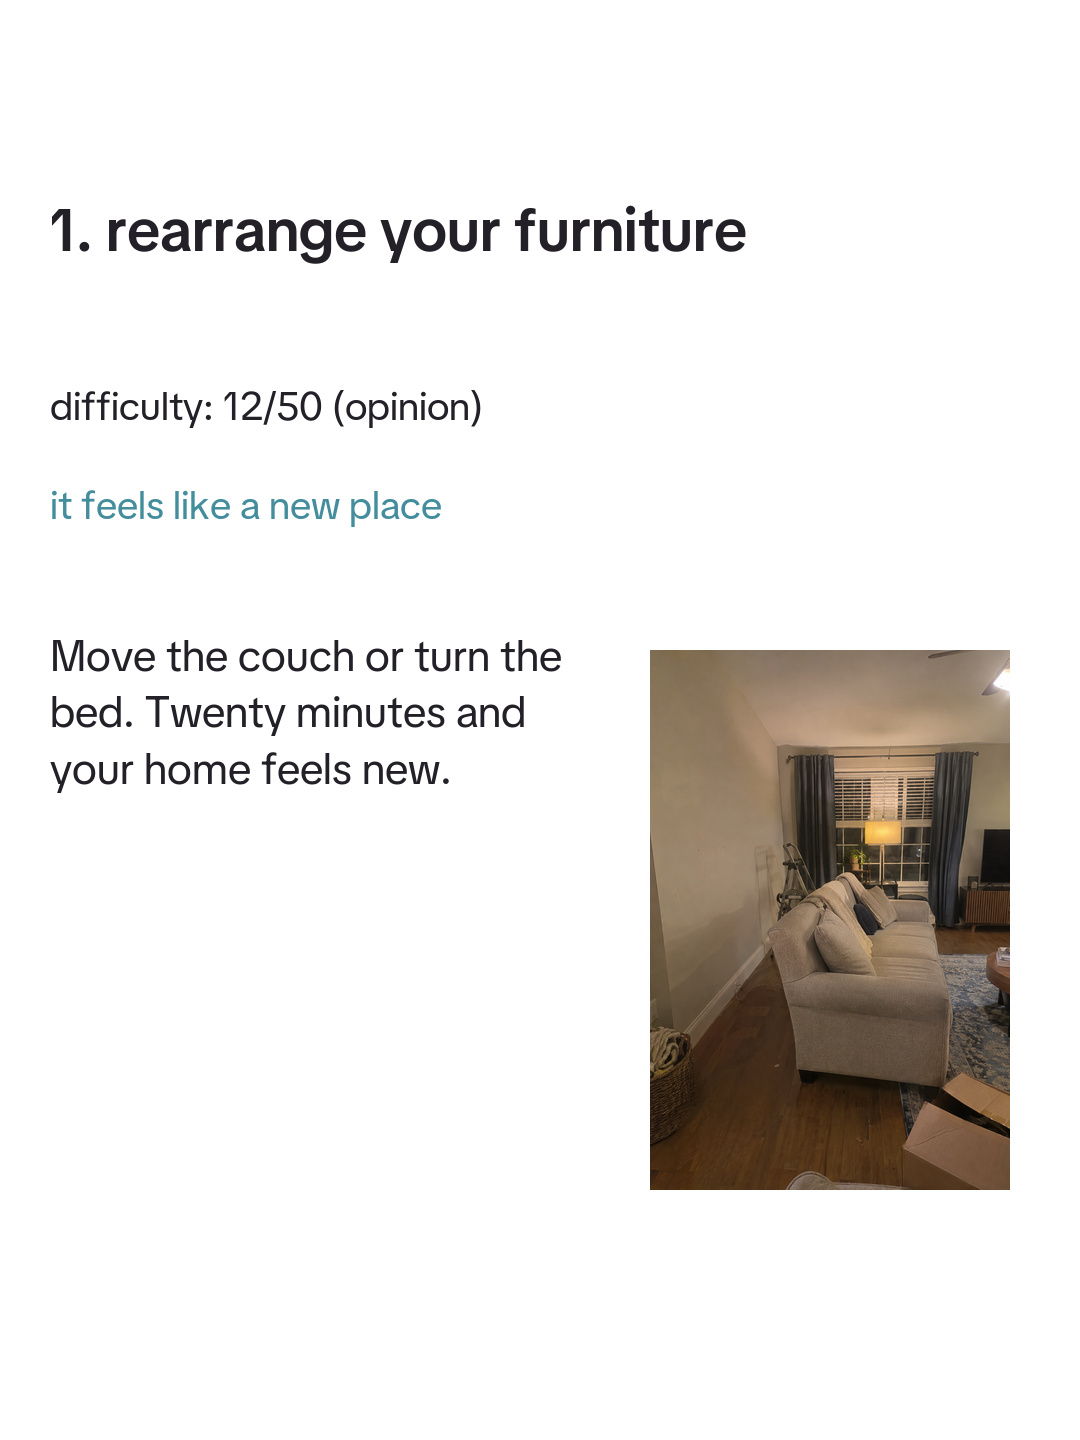 1. rearrange your furniture
difficulty: 12/50 (opinion)
it feels like a new place
Move the couch or turn the
bed. Twenty minutes and
your home feels new.